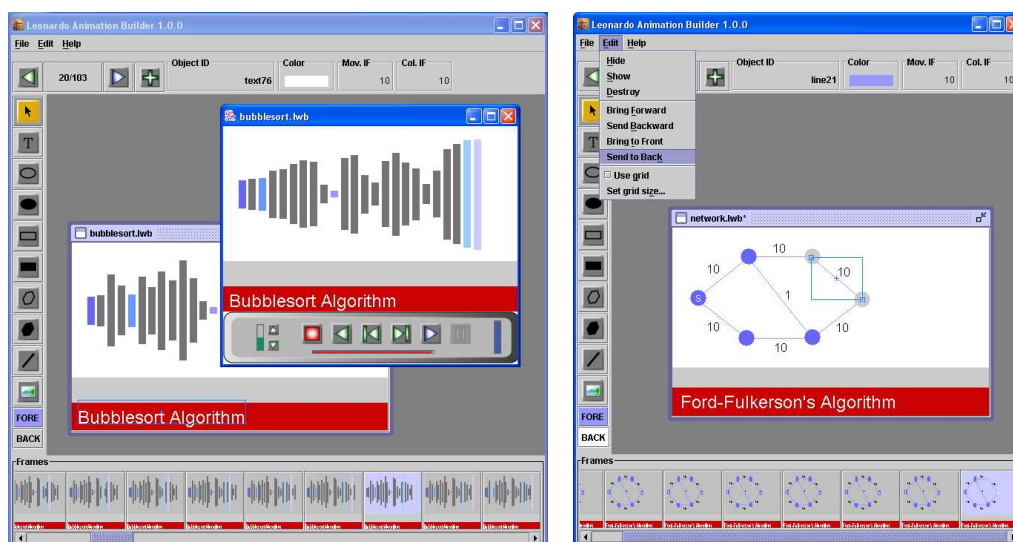 Leonardo Animation Builder 1.0.0
File Edit Help
20/103
Object ID
text76
Color
Mov. IF
10
Col. IF
10
T
bubblesort.lwb
Bubblesort Algorithm
bubblesort.lwb
Bubblesort Algorithm
FORE
BACK
Frames
Leonardo Animation Builder 1.0.0
File Edit Help
Hide
Show
Destroy
Bring Forward
Send Backward
Bring to Front
Send to Back
Use grid
Set grid size...
Object ID
line21
Color
Mov. IF
10
Col. IF
10
T
network.lwb*
10
10
10
S
1
10
10
10
Ford-Fulkerson's Algorithm
FORE
BACK
Frames